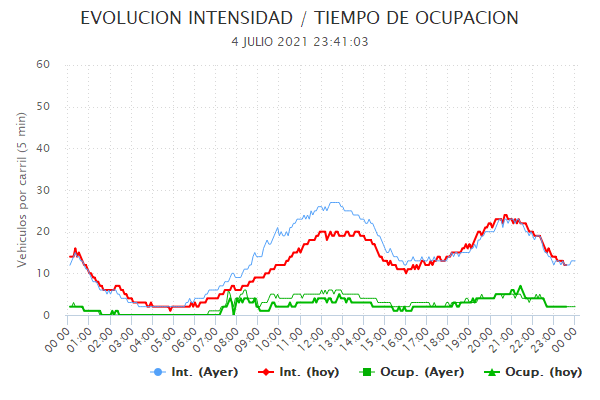 EVOLUCION INTENSIDAD / TIEMPO DE OCUPACION
4 JULIO 2021 23:41:03
Vehiculos por carril (5 min)
60
50
40
30
20
10
0
00:00 01:00 02:00 03:00 04:00 05:00 06:00 07:00 08:00 09:00 10:00 11:00 12:00 13:00 14:00 15:00 16:00 17:00 18:00 19:00 20:00 21:00 22:00 23:00 00:00
Int. (Ayer) Int. (hoy) Ocup. (Ayer) Ocup. (hoy)